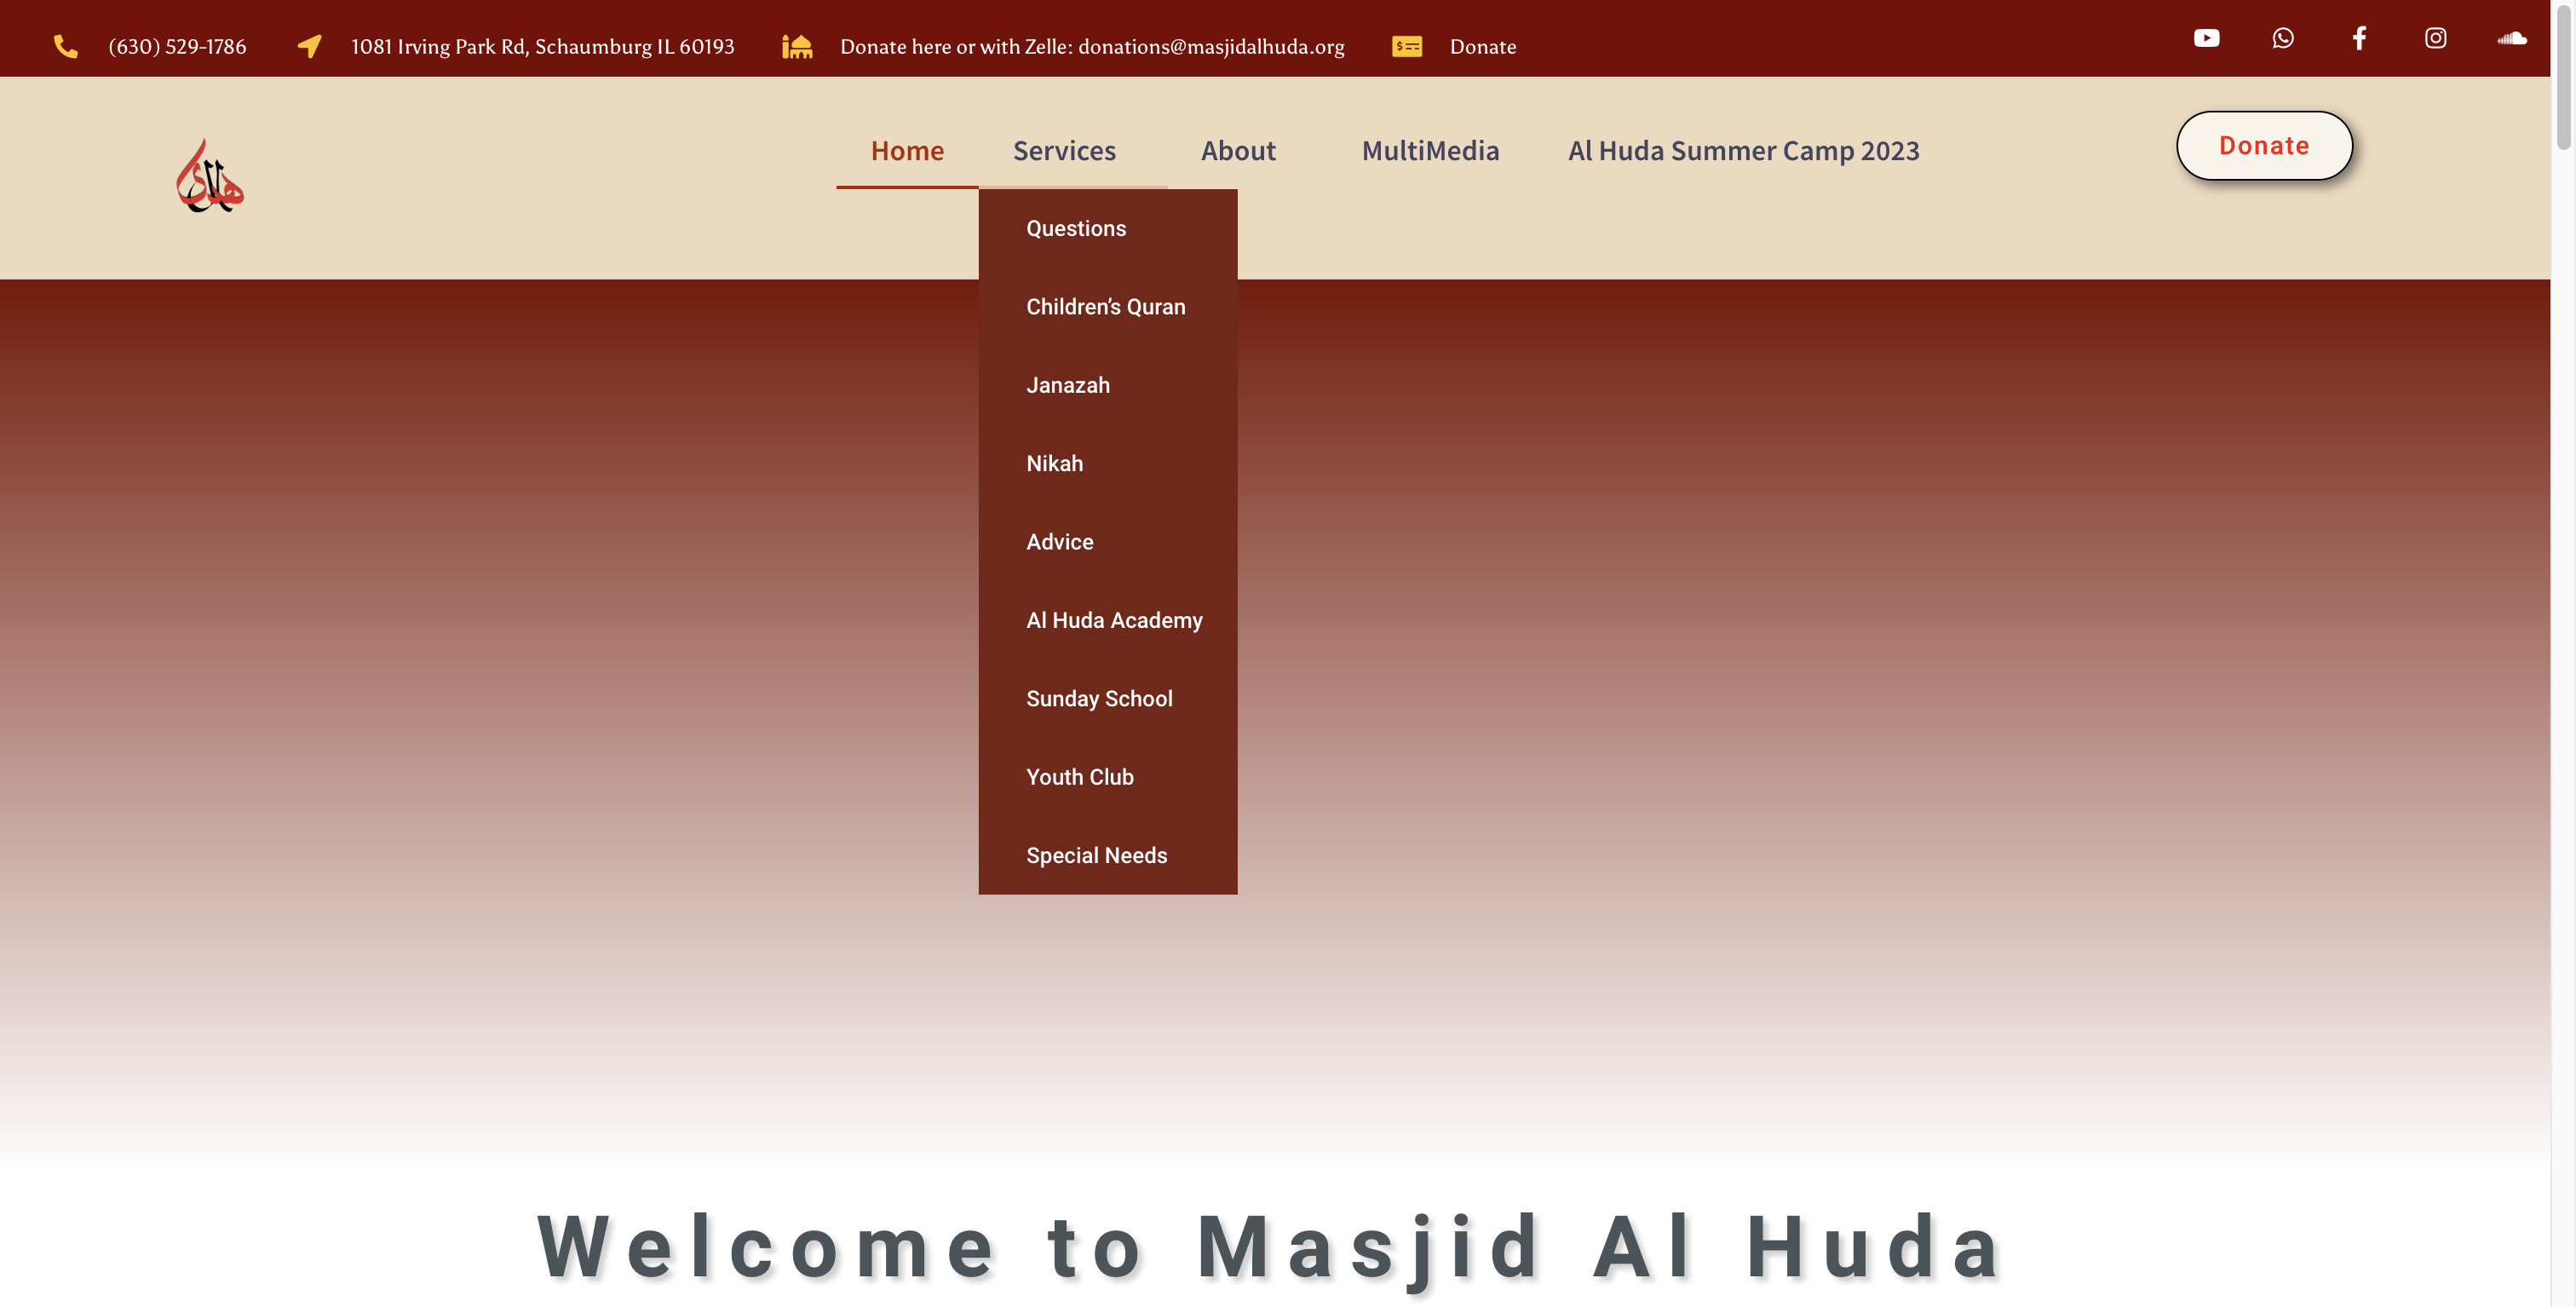 (630) 529-1786 1081 Irving Park Rd, Schaumburg IL 60193 Donate here or with Zelle: donations@masjidalhuda.org Donate
الهدى
Home Services About MultiMedia Al Huda Summer Camp 2023 Donate
Questions
Children’s Quran
Janazah
Nikah
Advice
Al Huda Academy
Sunday School
Youth Club
Special Needs
Welcome to Masjid Al Huda